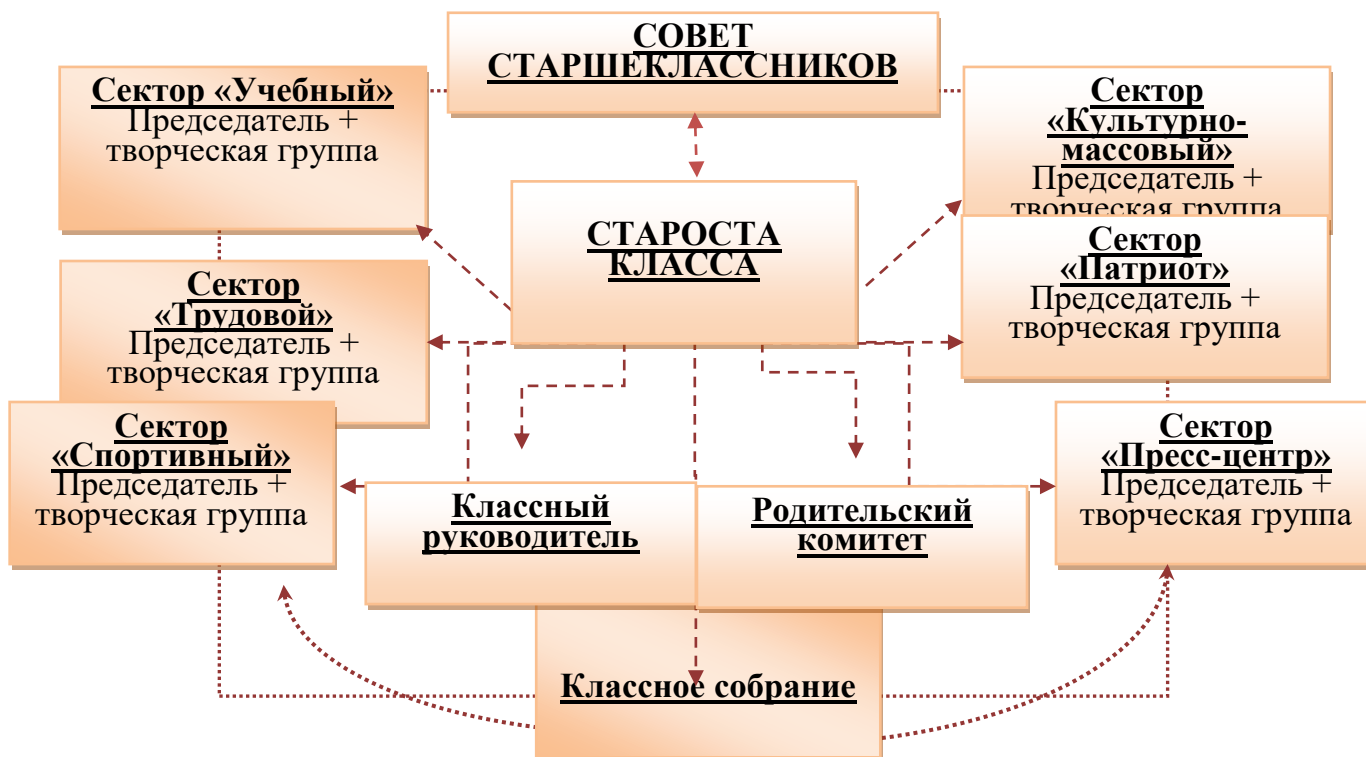 СОВЕТ
СТАРШЕКЛАССНИКОВ
Сектор «Учебный»
Председатель +
творческая группа
Сектор
«Культурно-
массовый»
Председатель +
творческая группа
СТАРОСТА
КЛАССА
Сектор
«Трудовой»
Председатель +
творческая группа
Сектор
«Патриот»
Председатель +
творческая группа
Сектор
«Спортивный»
Председатель +
творческая группа
Классный
руководитель
Родительский
комитет
Сектор
«Пресс-центр»
Председатель +
творческая группа
Классное собрание